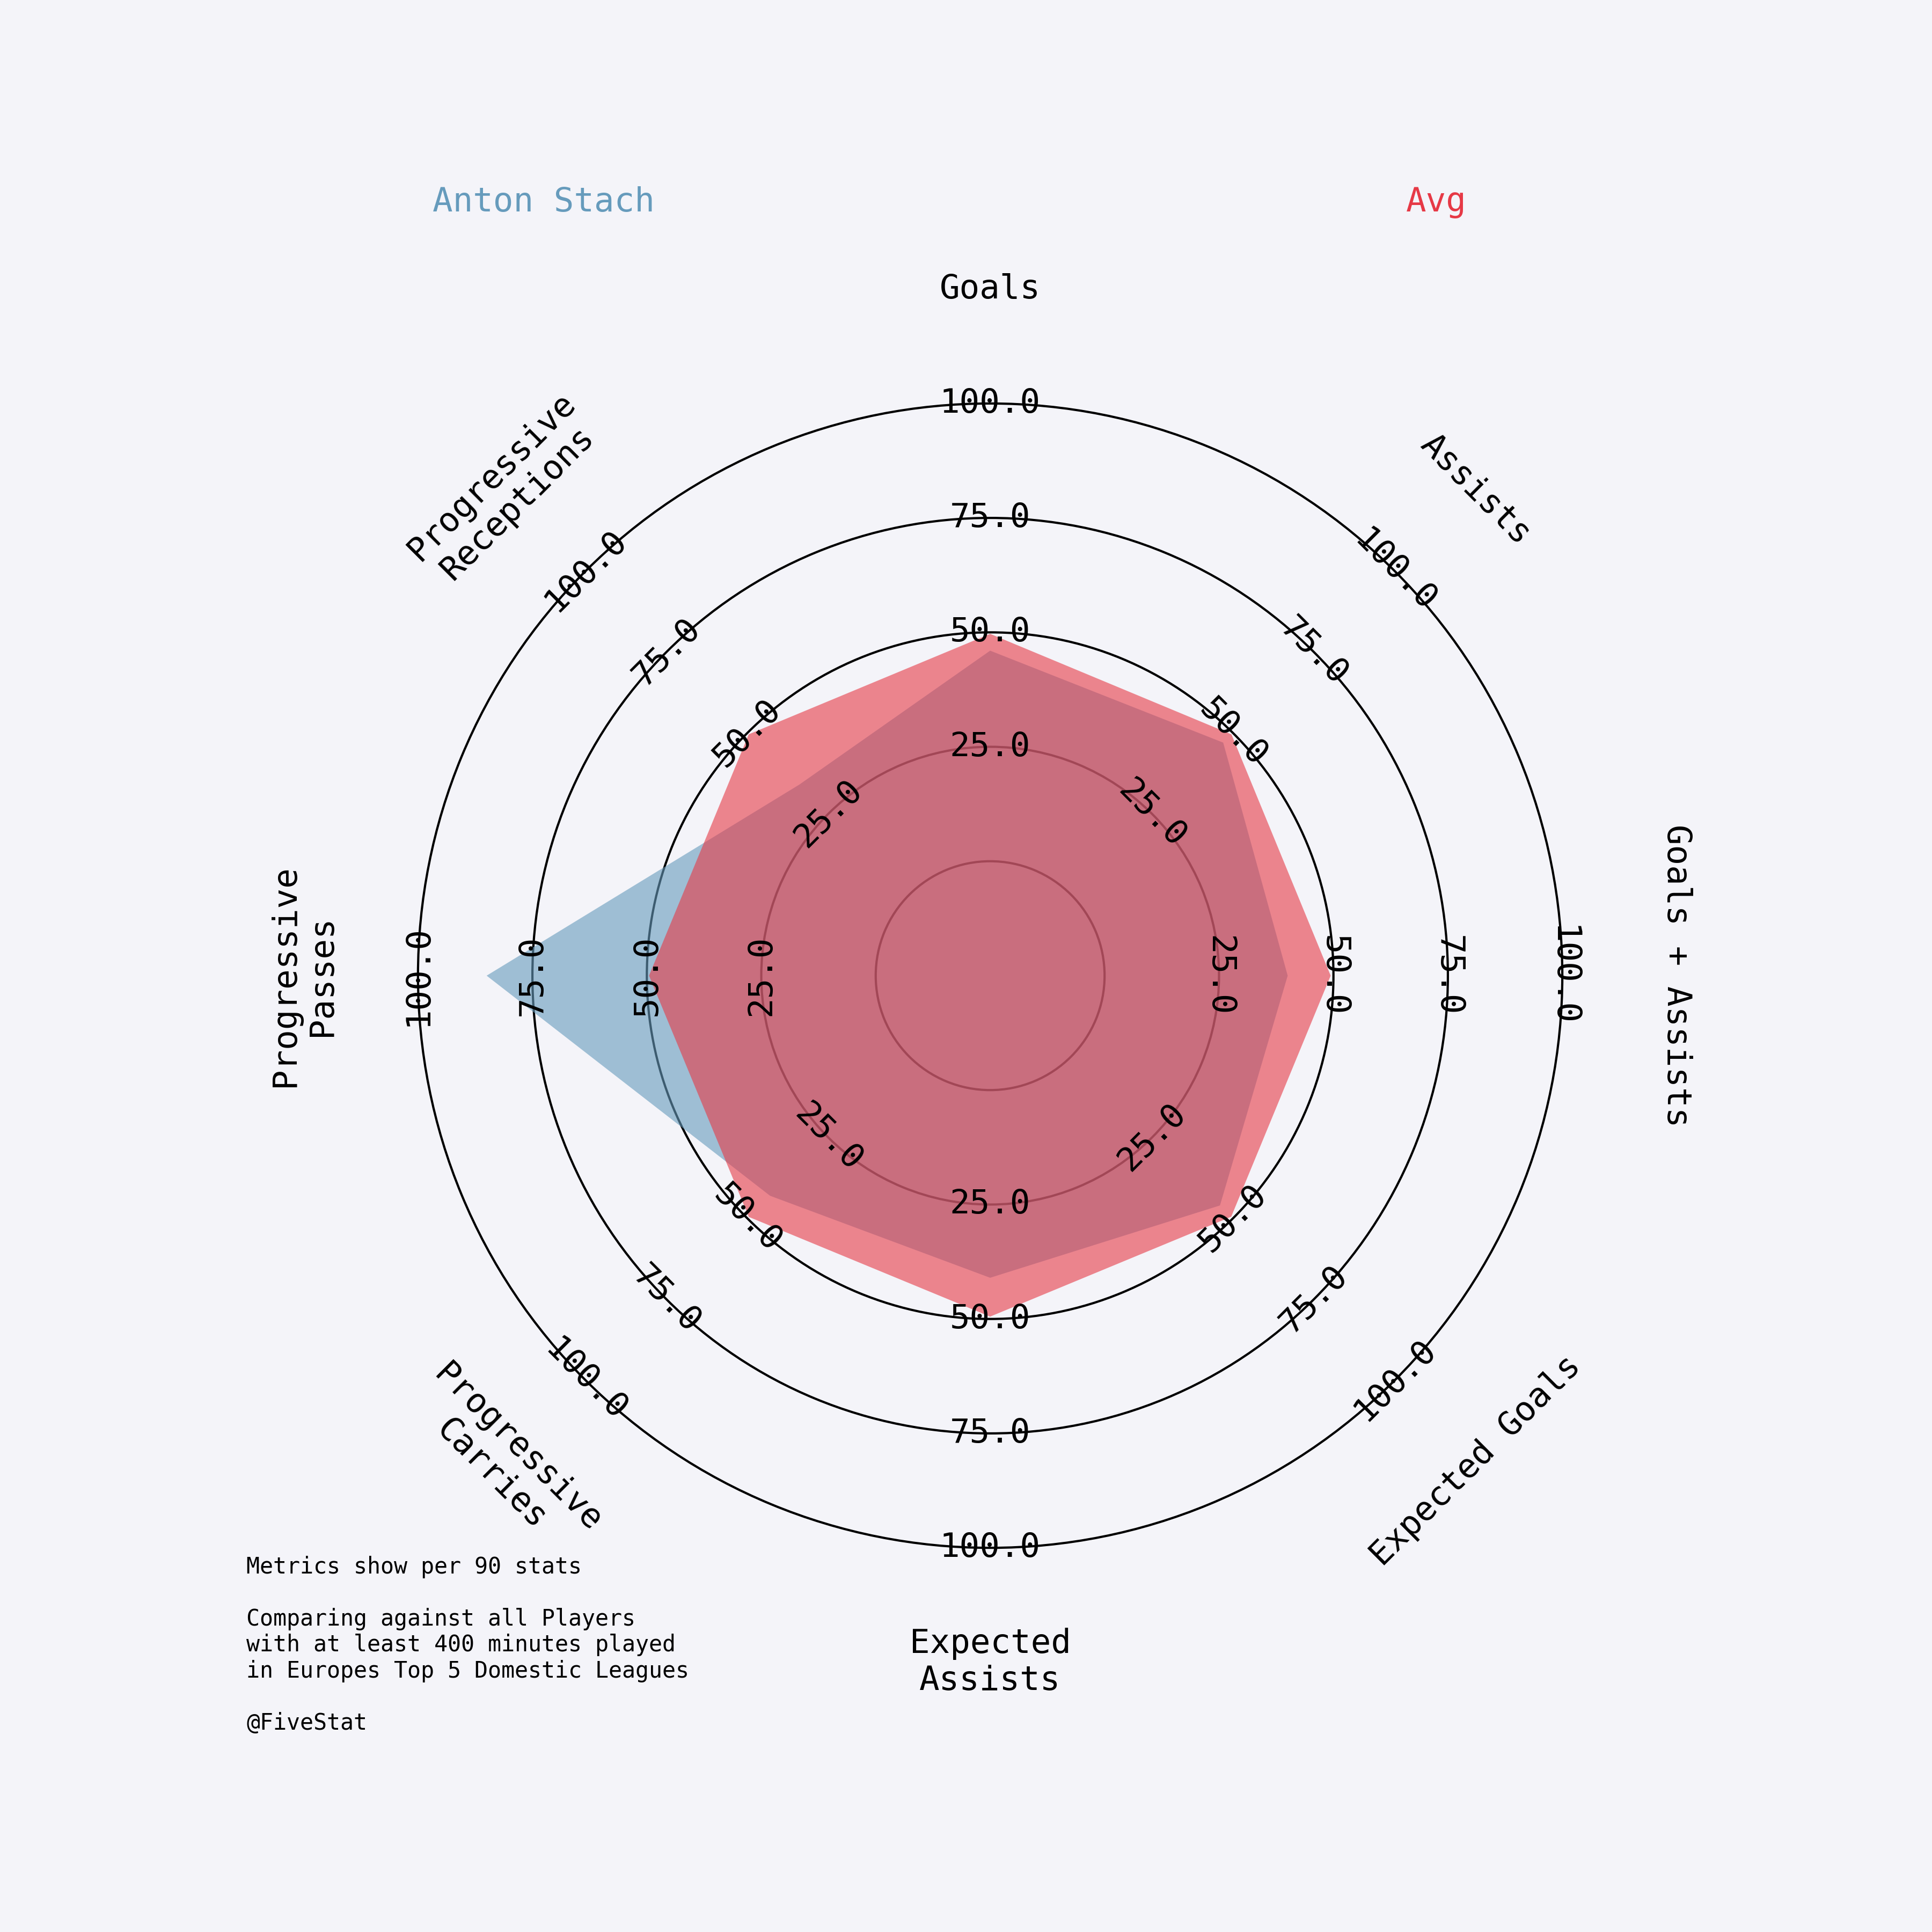 Anton Stach
Avg
Goals
Assists
Goals + Assists
Expected Goals
Expected
Assists
Progressive
Carries
Progressive
Passes
Progressive
Receptions
25.0
50.0
75.0
100.0
25.0
50.0
75.0
100.0
25.0
50.0
75.0
100.0
25.0
50.0
75.0
100.0
25.0
50.0
75.0
100.0
25.0
50.0
75.0
100.0
25.0
50.0
75.0
100.0
25.0
50.0
75.0
100.0
Metrics show per 90 stats
Comparing against all Players
with at least 400 minutes played
in Europes Top 5 Domestic Leagues
@FiveStat